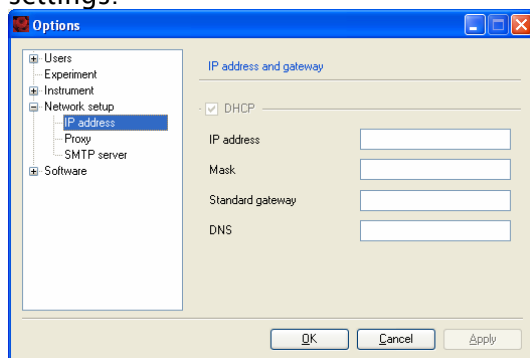 settings.
Options
Users
Experiment
Instrument
Network setup
IP address
Proxy
SMTP server
Software
IP address and gateway
DHCP
IP address
Mask
Standard gateway
DNS
OK
Cancel
Apply